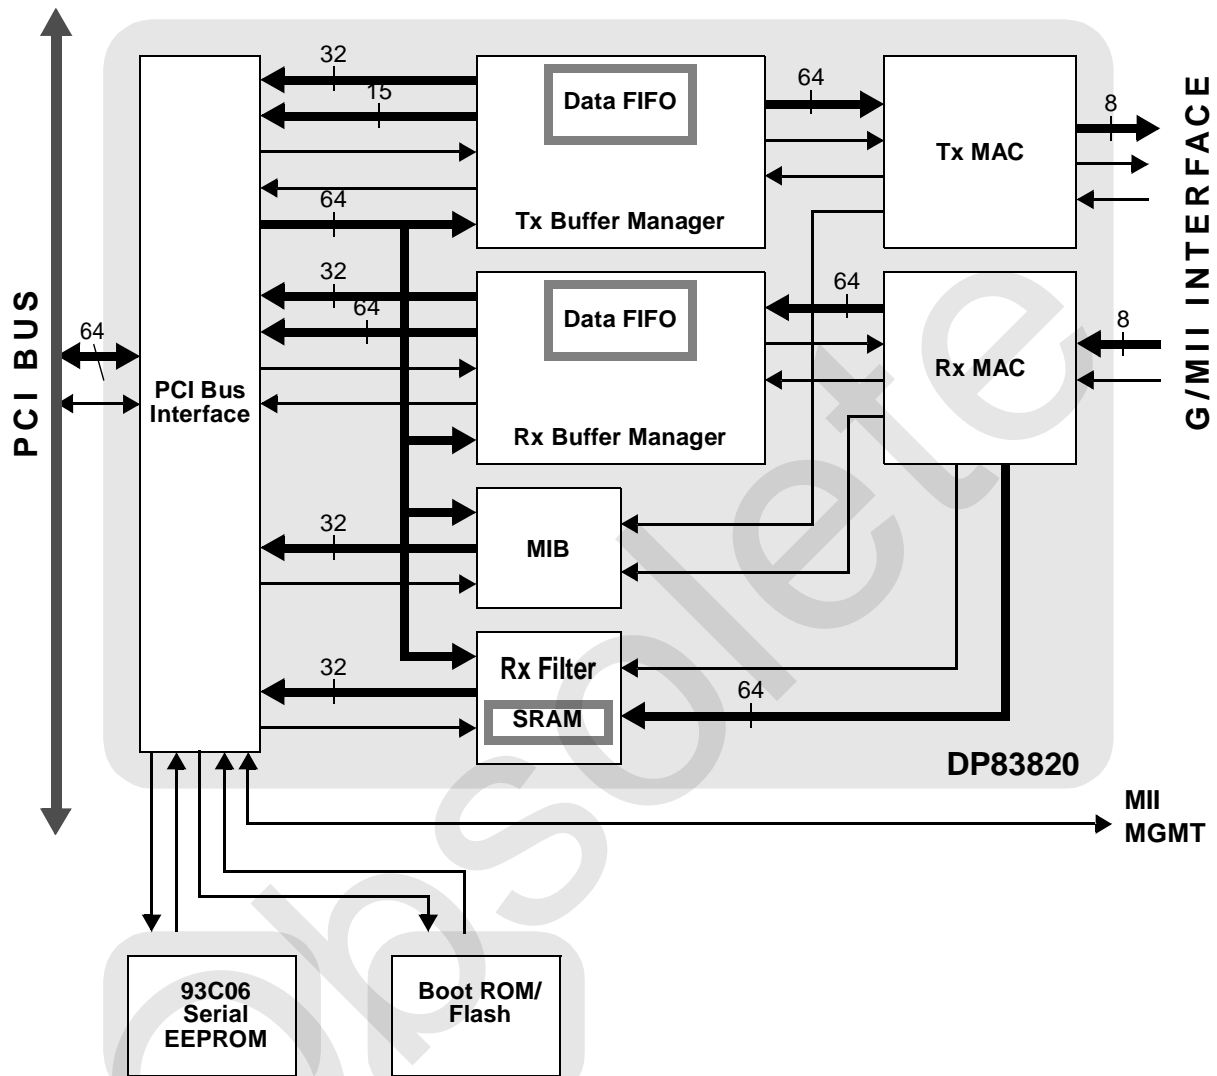 32
15
64
32
64
64
32
32
PCI BUS
PCI Bus
Interface
Data FIFO
Tx Buffer Manager
Data FIFO
Rx Buffer Manager
MIB
Rx Filter
SRAM
64
Tx MAC
64
Rx MAC
64
8
8
G/MII INTERFACE
DP83820
MII
MGMT
93C06
Serial
EEPROM
Boot ROM/
Flash
Obsolete